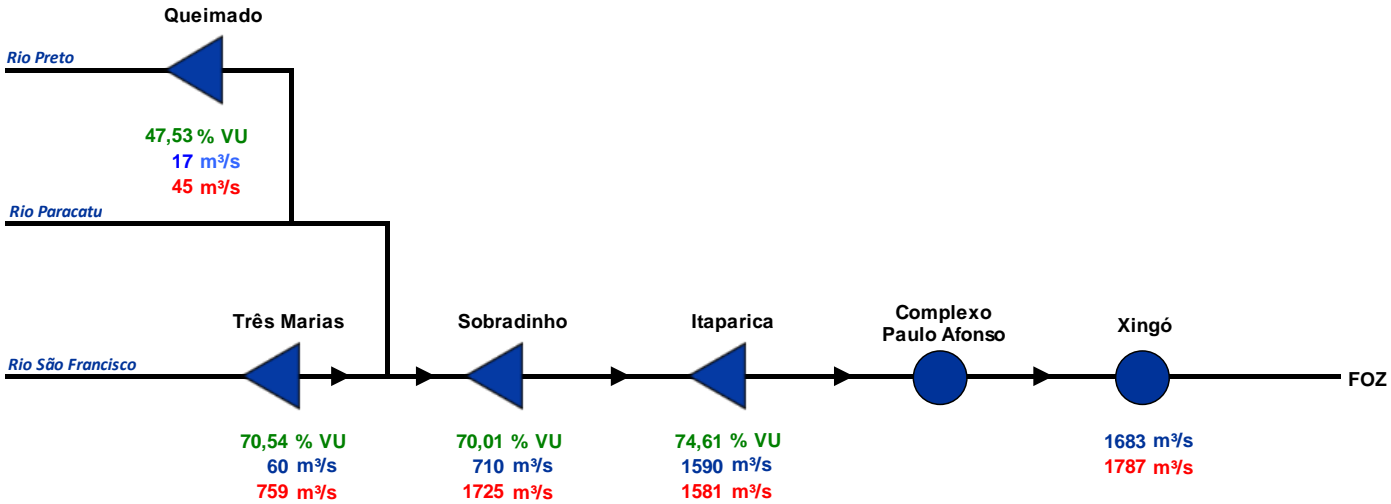 Queimado
Rio Preto
47,53 % VU
17 m³/s
45 m³/s
Rio Paracatu
Três Marias
Sobradinho
Itaparica
Complexo
Paulo Afonso
Xingó
Rio São Francisco
FOZ
70,54 % VU
60 m³/s
759 m³/s
70,01 % VU
710 m³/s
1725 m³/s
74,61 % VU
1590 m³/s
1581 m³/s
1683 m³/s
1787 m³/s